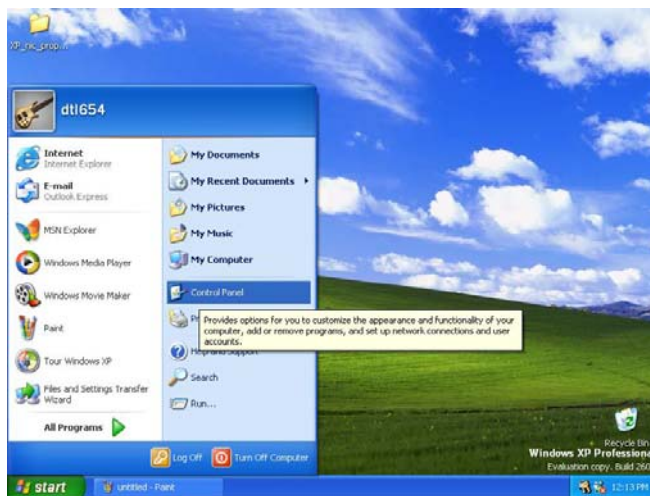 dtl654
Internet
Internet Explorer
E-mail
Outlook Express
MSN Explorer
Windows Media Player
Windows Movie Maker
Paint
Tour Windows XP
Files and Settings Transfer
Wizard
All Programs
My Documents
My Recent Documents
My Pictures
My Music
My Computer
Control Panel
Provides options for you to customize the appearance and functionality of your
computer, add or remove programs, and set up network connections and user
accounts.
Help and Support
Search
Run...
Log Off
Turn Off Computer
Recycle Bin
Windows XP Professiona
Evaluation copy. Build 260
start
untitled - Paint
12:13 PM